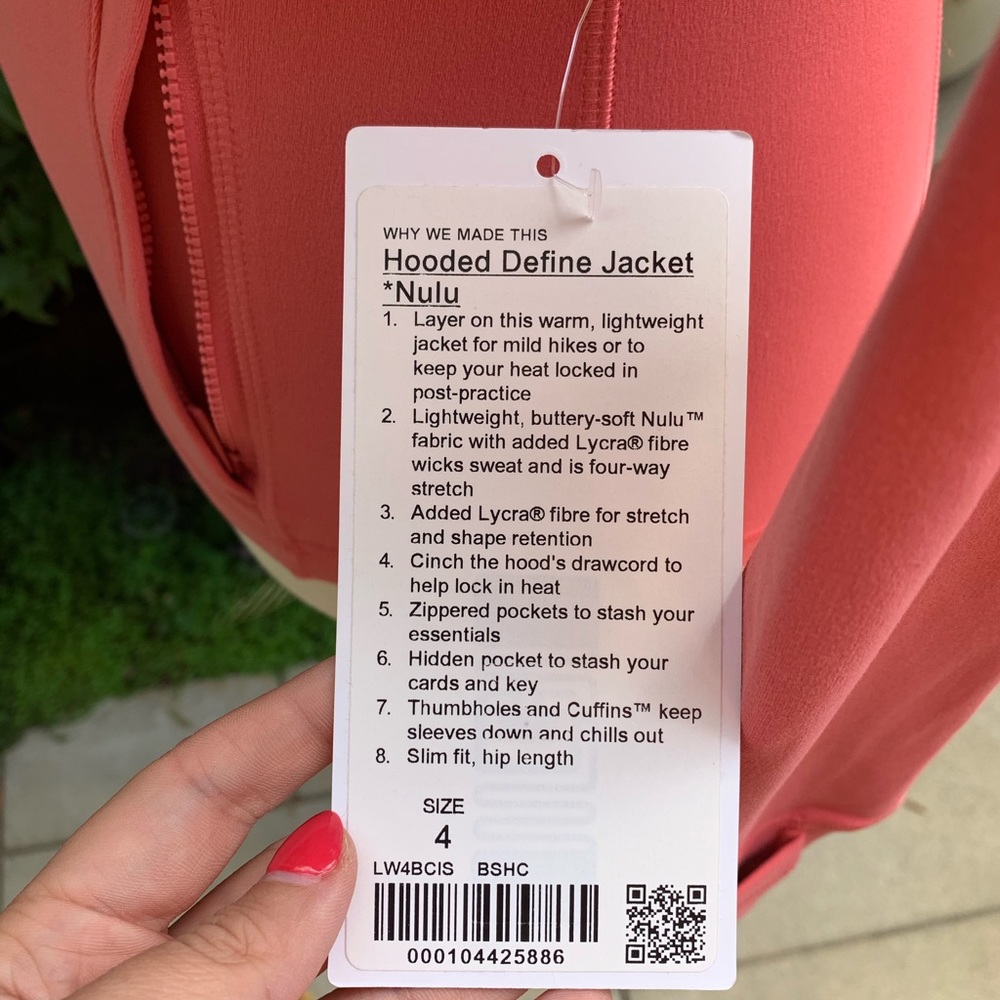 WHY WE MADE THIS
Hooded Define Jacket
*Nulu
1. Layer on this warm, lightweight
jacket for mild hikes or to
keep your heat locked in
post-practice
2. Lightweight, buttery-soft Nulu™
fabric with added Lycra® fibre
wicks sweat and is four-way
stretch
3. Added Lycra® fibre for stretch
and shape retention
4. Cinch the hood's drawcord to
help lock in heat
5. Zippered pockets to stash your
essentials
6. Hidden pocket to stash your
cards and key
7. Thumbholes and Cuffins™ keep
sleeves down and chills out
8. Slim fit, hip length
SIZE
4
LW4BCIS BSHC
000104425886